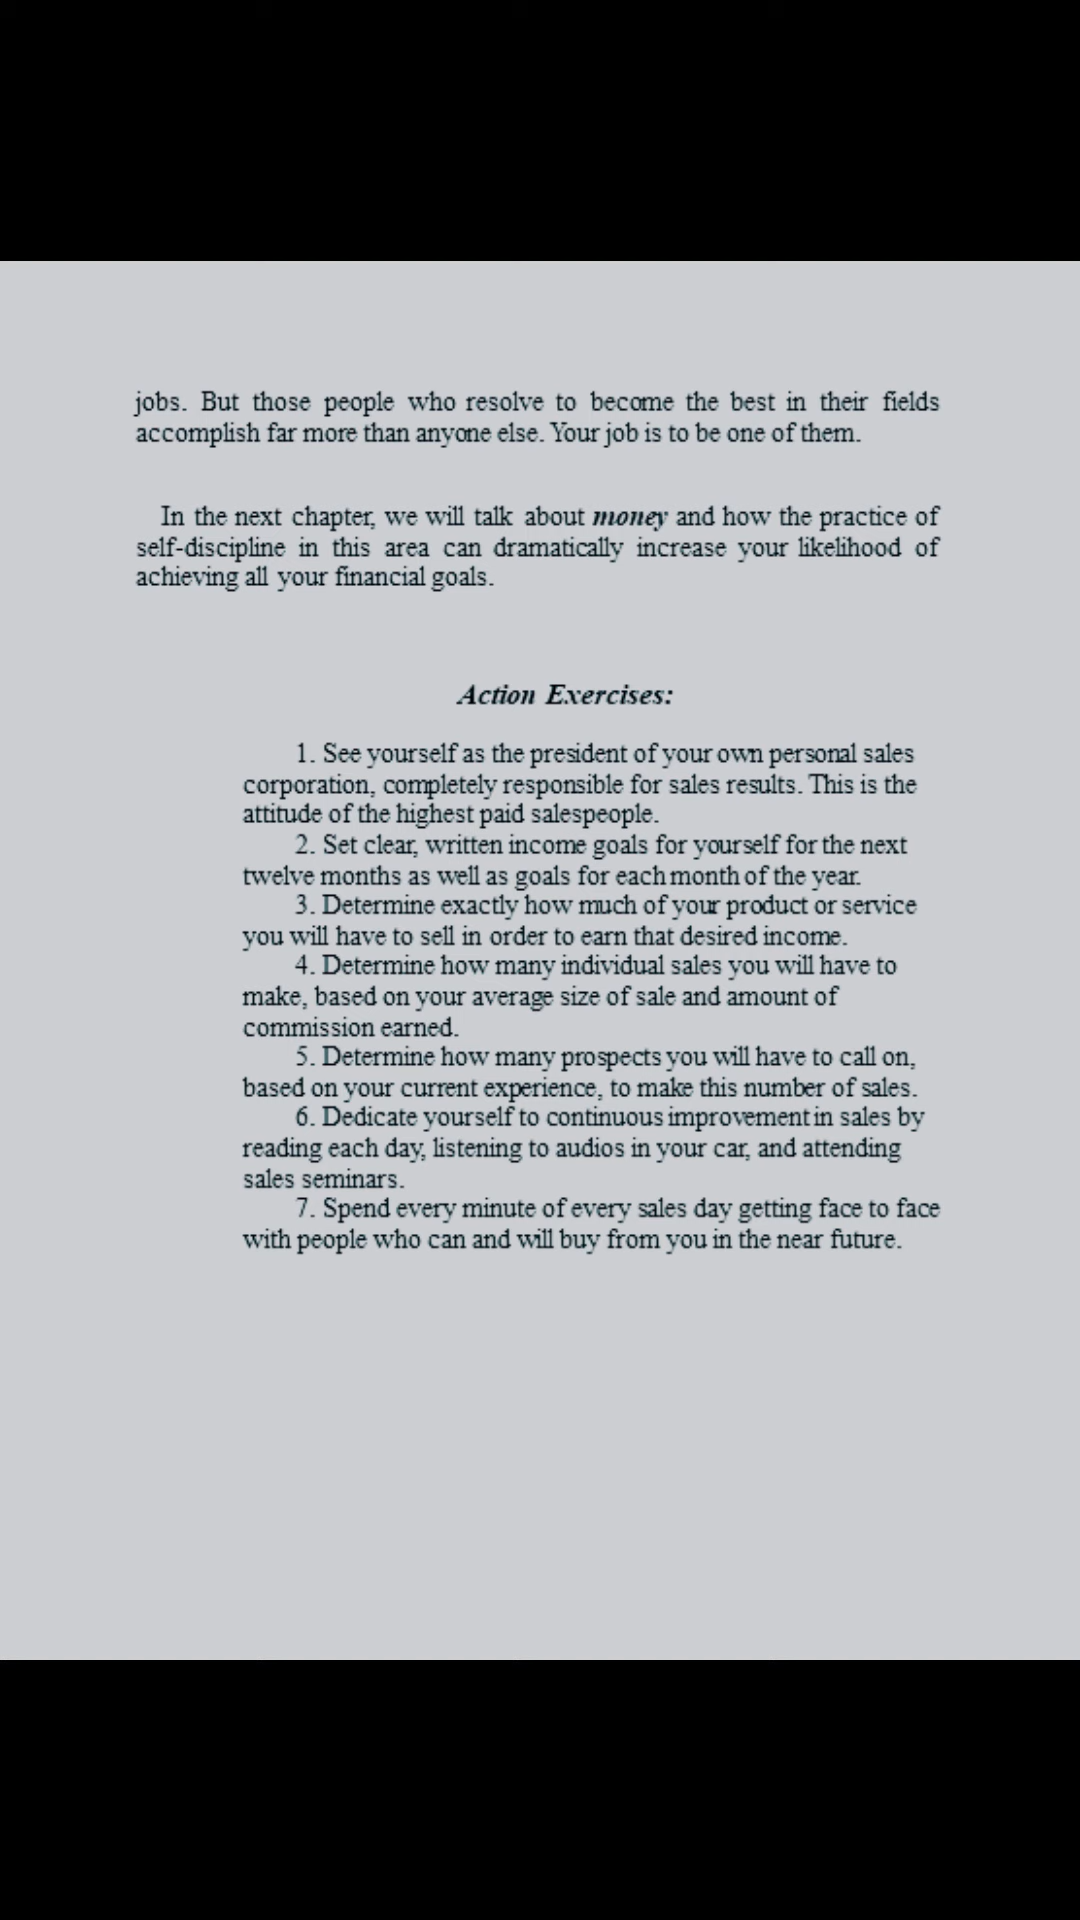 jobs. But those people who resolve to become the best in their fields
accomplish far more than anyone else. Your job is to be one of them.
In the next chapter, we will talk about money and how the practice of
self-discipline in this area can dramatically increase your likelihood of
achieving all your financial goals.
Action Exercises:
1. See yourself as the president of your own personal sales
corporation, completely responsible for sales results. This is the
attitude of the highest paid salespeople.
2. Set clear, written income goals for yourself for the next
twelve months as well as goals for each month of the year.
3. Determine exactly how much of your product or service
you will have to sell in order to earn that desired income.
4. Determine how many individual sales you will have to
make, based on your average size of sale and amount of
commission earned.
5. Determine how many prospects you will have to call on,
based on your current experience, to make this number of sales.
6. Dedicate yourself to continuous improvement in sales by
reading each day, listening to audios in your car, and attending
sales seminars.
7. Spend every minute of every sales day getting face to face
with people who can and will buy from you in the near future.